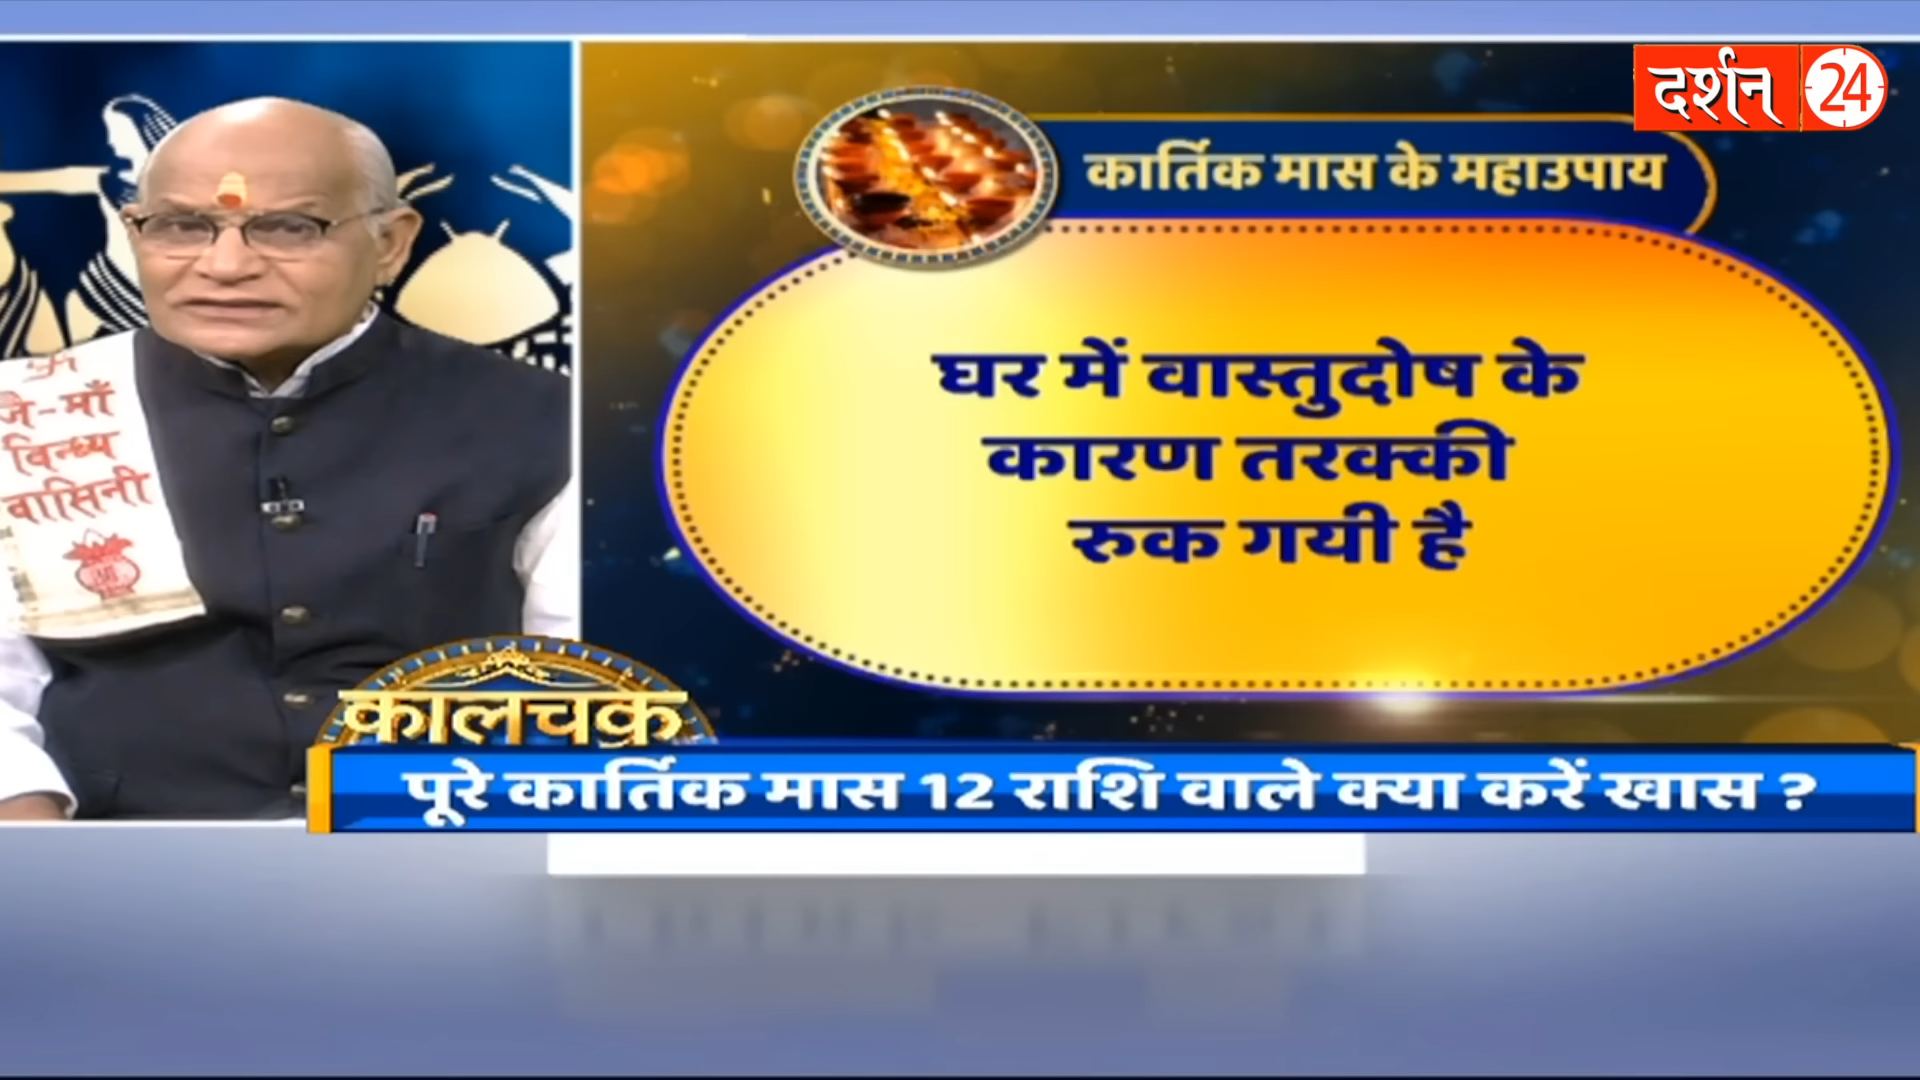 दर्शन 24
कार्तिक मास के महाउपाय
घर में वास्तुदोष के
कारण तरक्की
रुक गयी है
जै-माँ
विन्ध्य
वासिनी
कालचक्र
पूरे कार्तिक मास 12 राशि वाले क्या करें खास ?